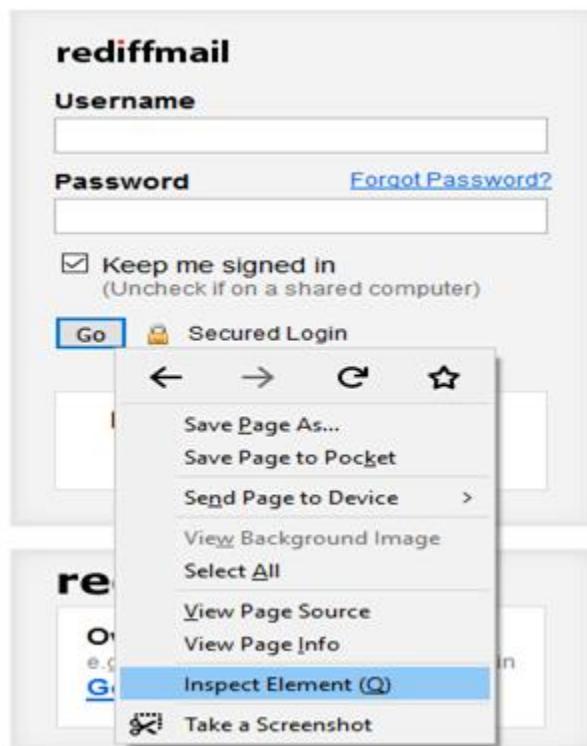 rediffmail
Username
Password Forgot Password?
Keep me signed in
(Uncheck if on a shared computer)
Go Secured Login
Save Page As...
Save Page to Pocket
Send Page to Device >
View Background Image
Select All
View Page Source
View Page Info
Inspect Element (Q)
Take a Screenshot